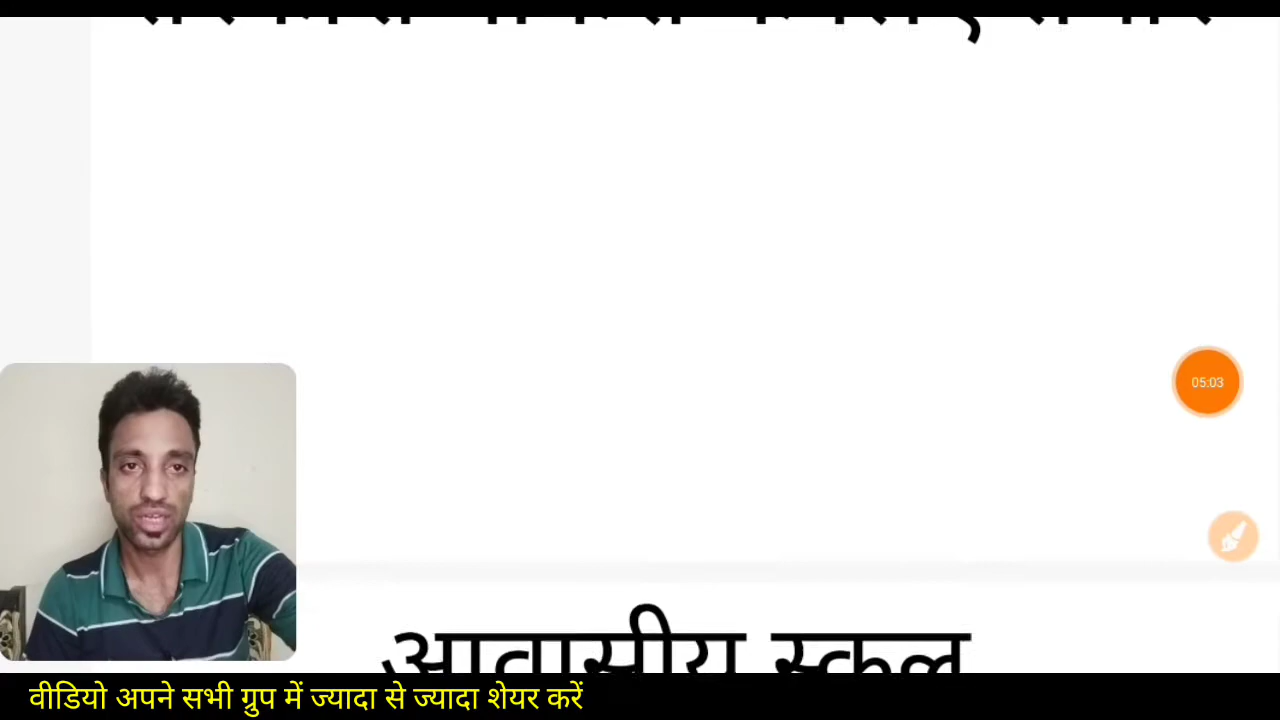 05:03
आवासीय स्कूल
वीडियो अपने सभी ग्रुप में ज्यादा से ज्यादा शेयर करें